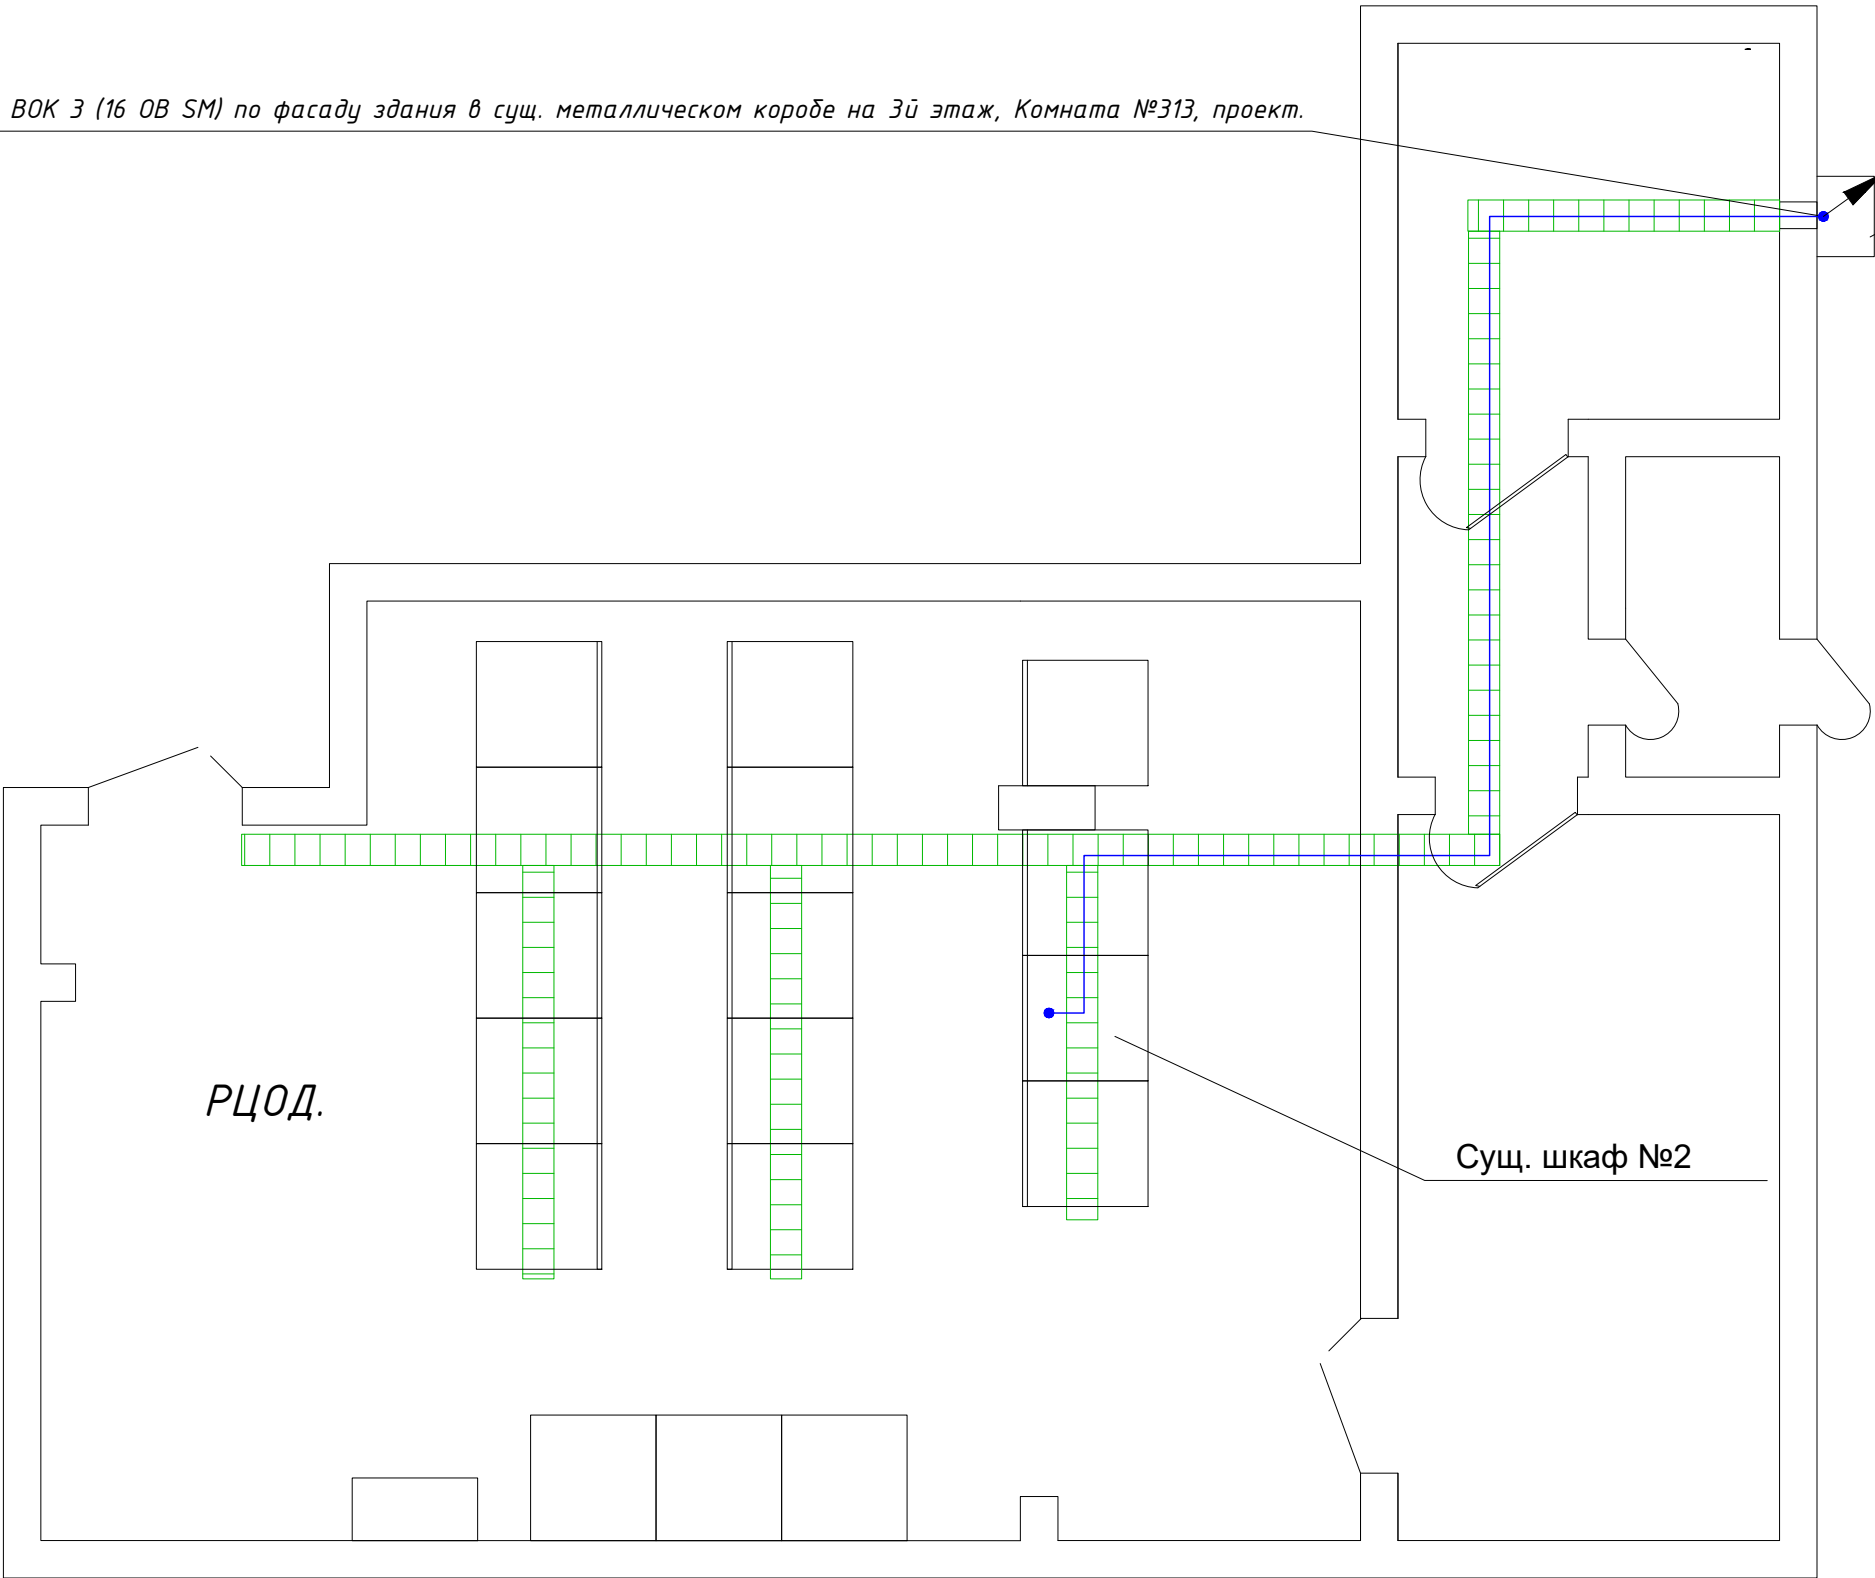 ВОК 3 (16 ОВ SM) по фасаду здания в сущ. металлическом коробе на 3й этаж, Комната №313, проект.
РЦОД.
Сущ. шкаф №2